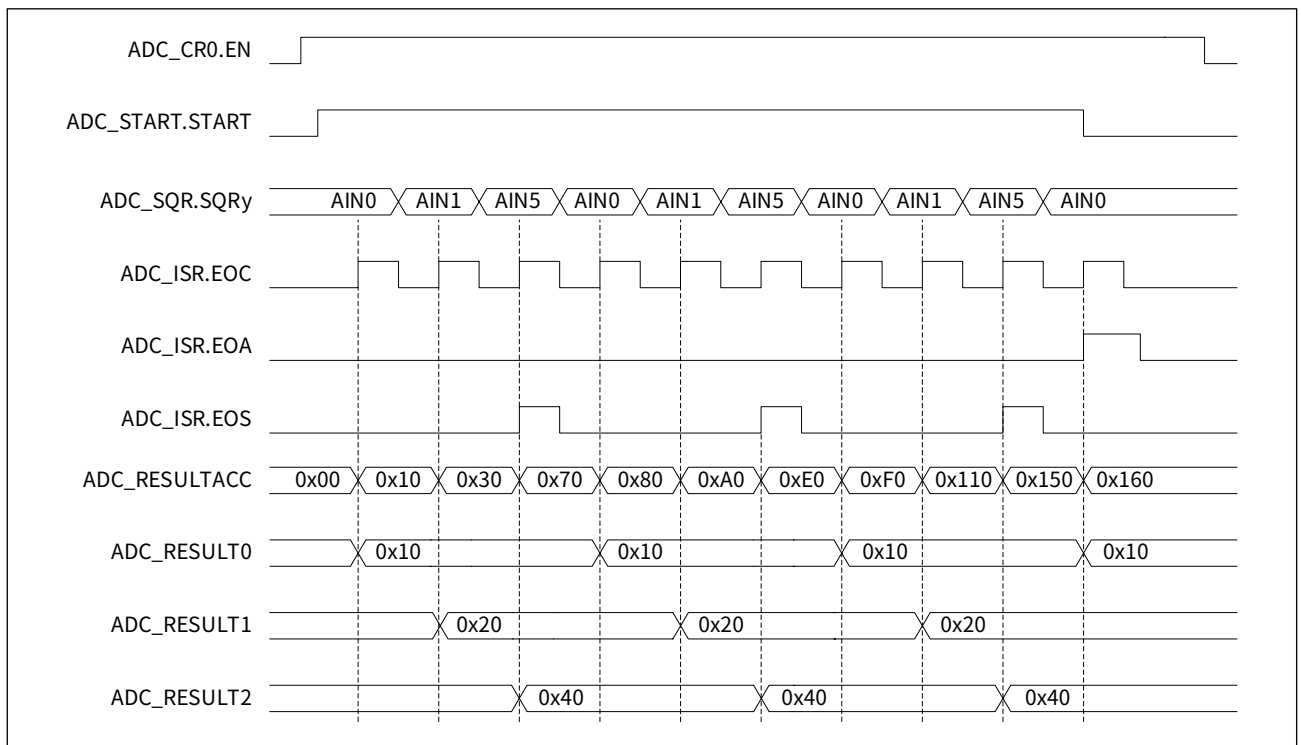 ADC_CR0.EN
ADC_START.START
ADC_SQR.SQRy AIN0 AIN1 AIN5 AIN0 AIN1 AIN5 AIN0 AIN1 AIN5 AIN0
ADC_ISR.EOC
ADC_ISR.EOA
ADC_ISR.EOS
ADC_RESULTACC 0x00 0x10 0x30 0x70 0x80 0xA0 0xE0 0xF0 0x110 0x150 0x160
ADC_RESULT0 0x10 0x10 0x10 0x10
ADC_RESULT1 0x20 0x20 0x20
ADC_RESULT2 0x40 0x40 0x40